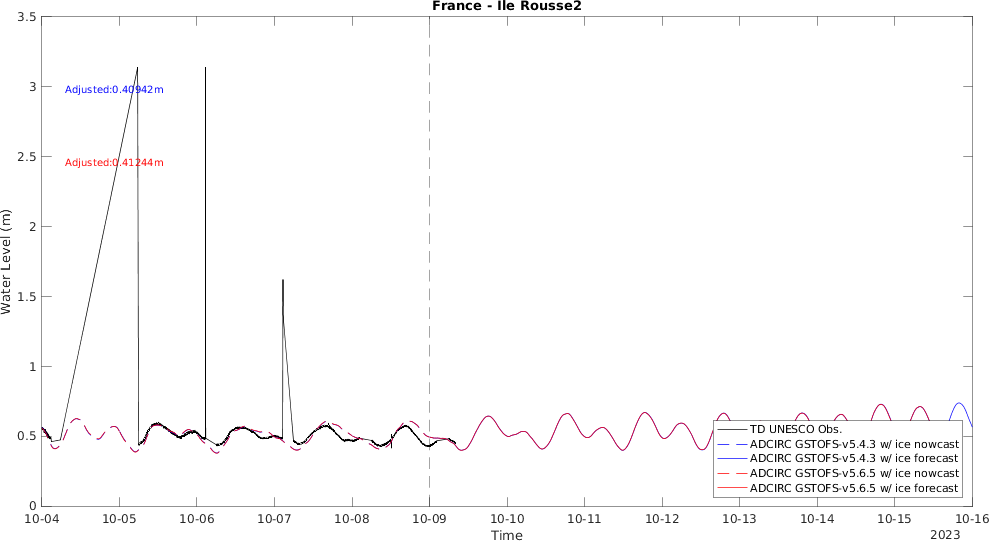 France - Ile Rousse2
Water Level (m)
3.5
3
2.5
2
1.5
1
0.5
0
Adjusted:0.40942m
Adjusted:0.41244m
TD UNESCO Obs.
ADCIRC GSTOFS-v5.4.3 w/ ice nowcast
ADCIRC GSTOFS-v5.4.3 w/ ice forecast
ADCIRC GSTOFS-v5.6.5 w/ ice nowcast
ADCIRC GSTOFS-v5.6.5 w/ ice forecast
10-04 10-05 10-06 10-07 10-08 10-09 10-10 10-11 10-12 10-13 10-14 10-15 10-16
Time
2023